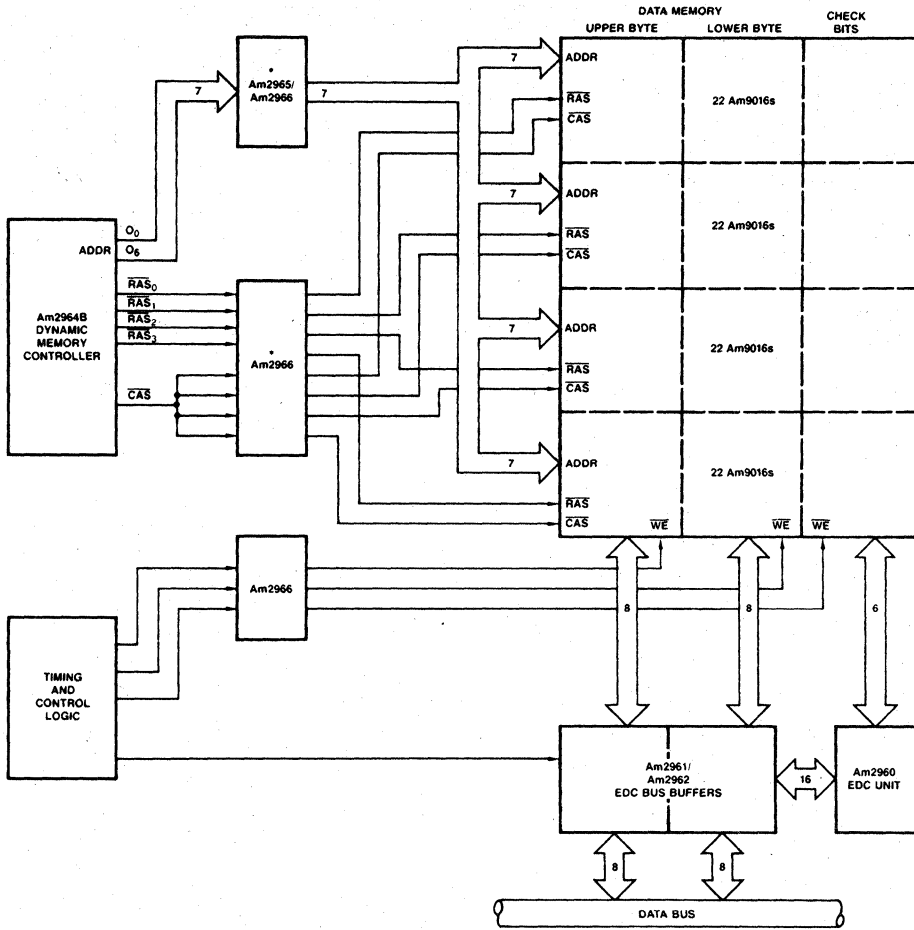 DATA MEMORY
UPPER BYTE
LOWER BYTE
CHECK
BITS
*
Am2965/
Am2966
7
7
7
ADDR
RAS
CAS
22 Am9016s
7
ADDR
RAS
CAS
22 Am9016s
7
ADDR
RAS
CAS
22 Am9016s
7
ADDR
RAS
CAS
22 Am9016s
WE
WE
WE
Am2964B
DYNAMIC
MEMORY
CONTROLLER
ADDR
O0
O6
RAS0
RAS1
RAS2
RAS3
CAS
*
Am2966
Am2966
TIMING
AND
CONTROL
LOGIC
8
8
6
Am2961/
Am2962
EDC BUS BUFFERS
16
Am2960
EDC UNIT
8
8
DATA BUS